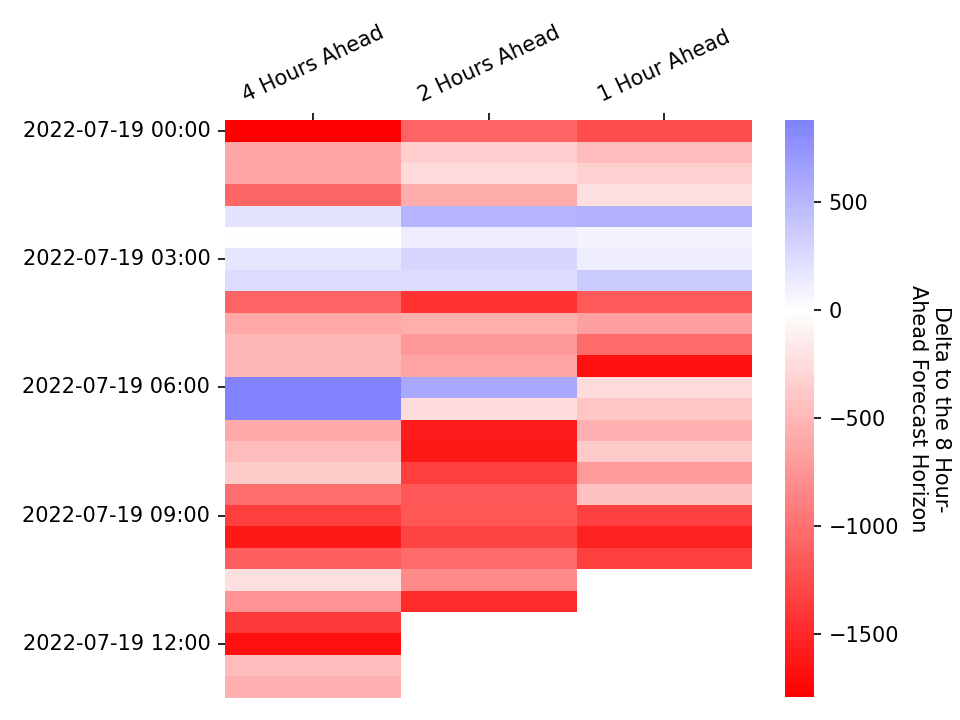 4 Hours Ahead
2 Hours Ahead
1 Hour Ahead
2022-07-19 00:00
2022-07-19 03:00
2022-07-19 06:00
2022-07-19 09:00
2022-07-19 12:00
500
0
−500
−1000
−1500
Delta to the 8 Hour-
Ahead Forecast Horizon